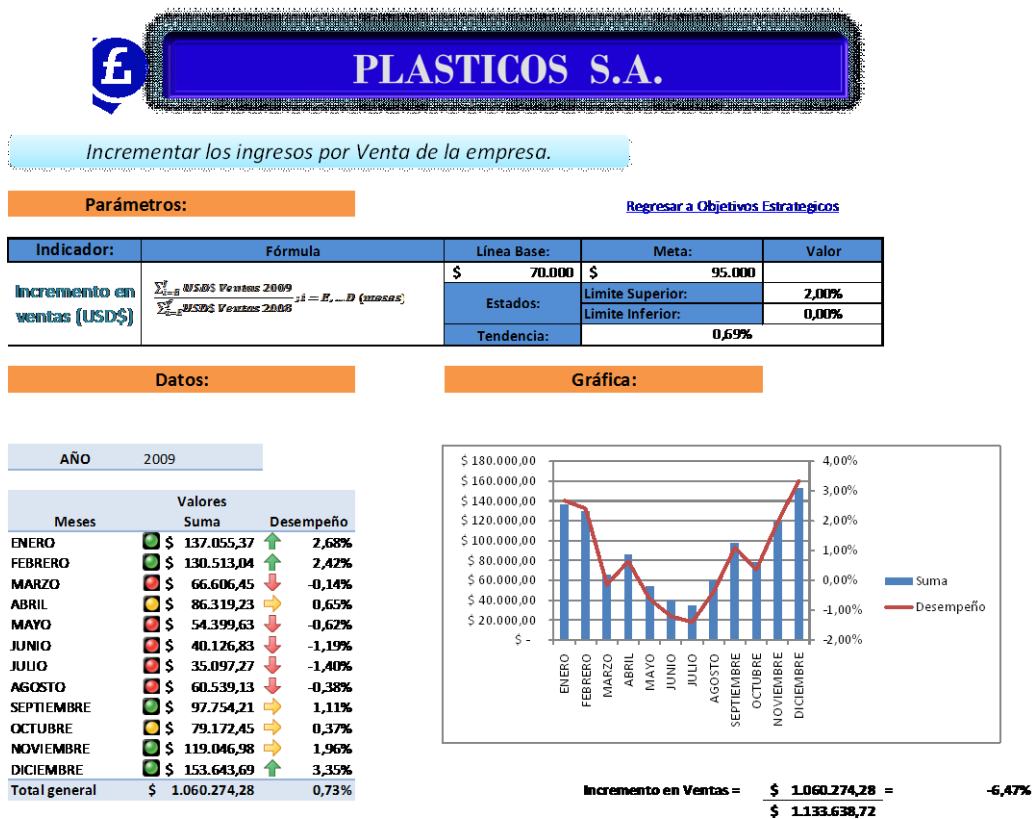 £
PLASTICOS S.A.
Incrementar los ingresos por Venta de la empresa.
Parámetros:
Regresar a Objetivos Estrategicos
Indicador: Fórmula Línea Base: Meta: Valor
$ 70.000 $ 95.000
Incremento en ventas (USD$)
USD$ Ventas 2009
USD$ Ventas 2008
; i = E, ... D (meses)
Estados: Limite Superior: 2,00%
Limite Inferior: 0,00%
Tendencia: 0,69%
Datos:
Gráfica:
AÑO 2009
Valores
Meses Suma Desempeño
ENERO $ 137.055,37 2,68%
FEBRERO $ 130.513,04 2,42%
MARZO $ 66.606,45 -0,14%
ABRIL $ 86.319,23 0,65%
MAYO $ 54.399,63 -0,62%
JUNIO $ 40.126,83 -1,19%
JULIO $ 35.097,27 -1,40%
AGOSTO $ 60.539,13 -0,38%
SEPTIEMBRE $ 97.754,21 1,11%
OCTUBRE $ 79.172,45 0,37%
NOVIEMBRE $ 119.046,98 1,96%
DICIEMBRE $ 153.643,69 3,35%
Total general $ 1.060.274,28 0,73%
$ 180.000,00
$ 160.000,00
$ 140.000,00
$ 120.000,00
$ 100.000,00
$ 80.000,00
$ 60.000,00
$ 40.000,00
$ 20.000,00
$ -
4,00%
3,00%
2,00%
1,00%
0,00%
-1,00%
-2,00%
ENERO
FEBRERO
MARZO
ABRIL
MAYO
JUNIO
JULIO
AGOSTO
SEPTIEMBRE
OCTUBRE
NOVIEMBRE
DICIEMBRE
Suma
Desempeño
Incremento en Ventas = $ 1.060.274,28 = -6,47%
$ 1.133.638,72